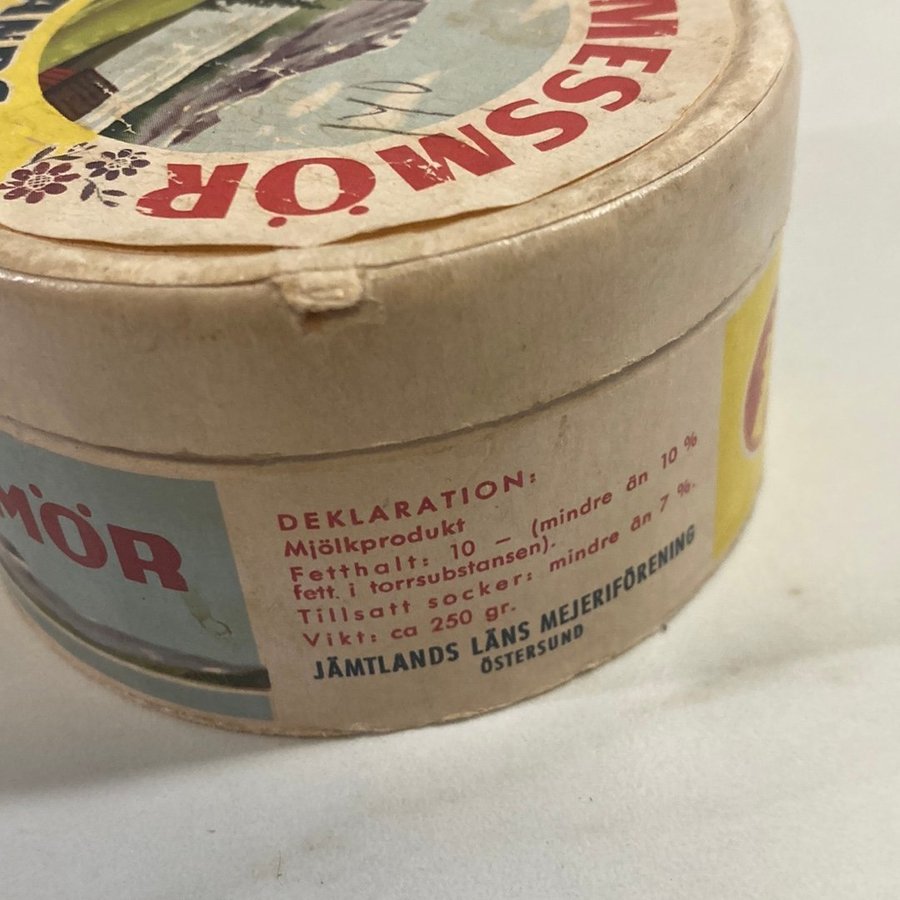 MESSMÖR
140
MÖR
DEKLARATION:
Mjölkprodukt
Fetthalt: 10 – (mindre än 10 %
fett i torrsubstansen).
Tillsatt socker: mindre än 7 %.
Vikt: ca 250 gr.
JÄMTLANDS LÄNS MEJERIFÖRENING
ÖSTERSUND